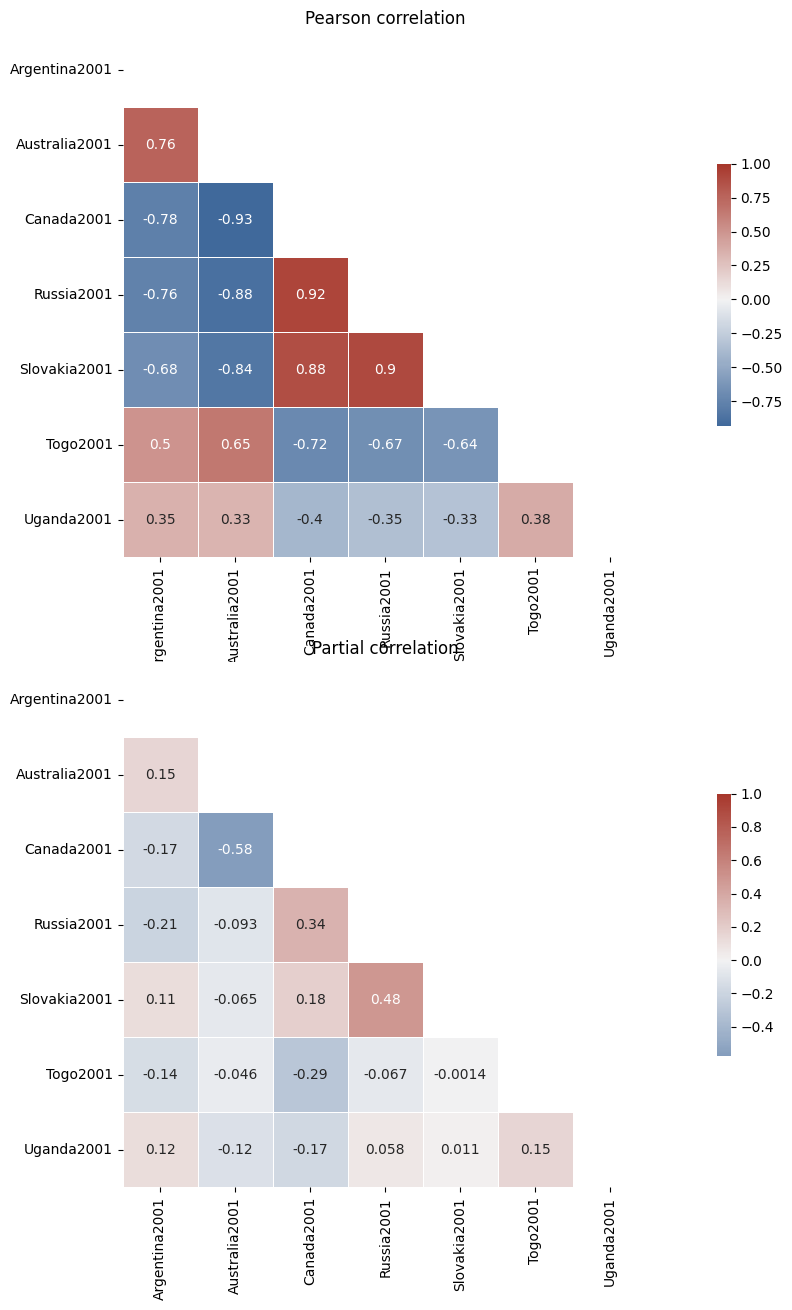 Pearson correlation
Argentina2001
Australia2001
0.76
Canada2001
-0.78 -0.93
Russia2001
-0.76 -0.88 0.92
Slovakia2001
-0.68 -0.84 0.88 0.9
Togo2001
0.5 0.65 -0.72 -0.67 -0.64
Uganda2001
0.35 0.33 -0.4 -0.35 -0.33 0.38
rgentina2001
Australia2001
Canada2001
Russia2001
Slovakia2001
Togo2001
Uganda2001
1.00
0.75
0.50
0.25
0.00
−0.25
−0.50
−0.75
Partial correlation
Argentina2001
Australia2001
0.15
Canada2001
-0.17 -0.58
Russia2001
-0.21 -0.093 0.34
Slovakia2001
0.11 -0.065 0.18 0.48
Togo2001
-0.14 -0.046 -0.29 -0.067 -0.0014
Uganda2001
0.12 -0.12 -0.17 0.058 0.011 0.15
Argentina2001
Australia2001
Canada2001
Russia2001
Slovakia2001
Togo2001
Uganda2001
1.0
0.8
0.6
0.4
0.2
0.0
−0.2
−0.4